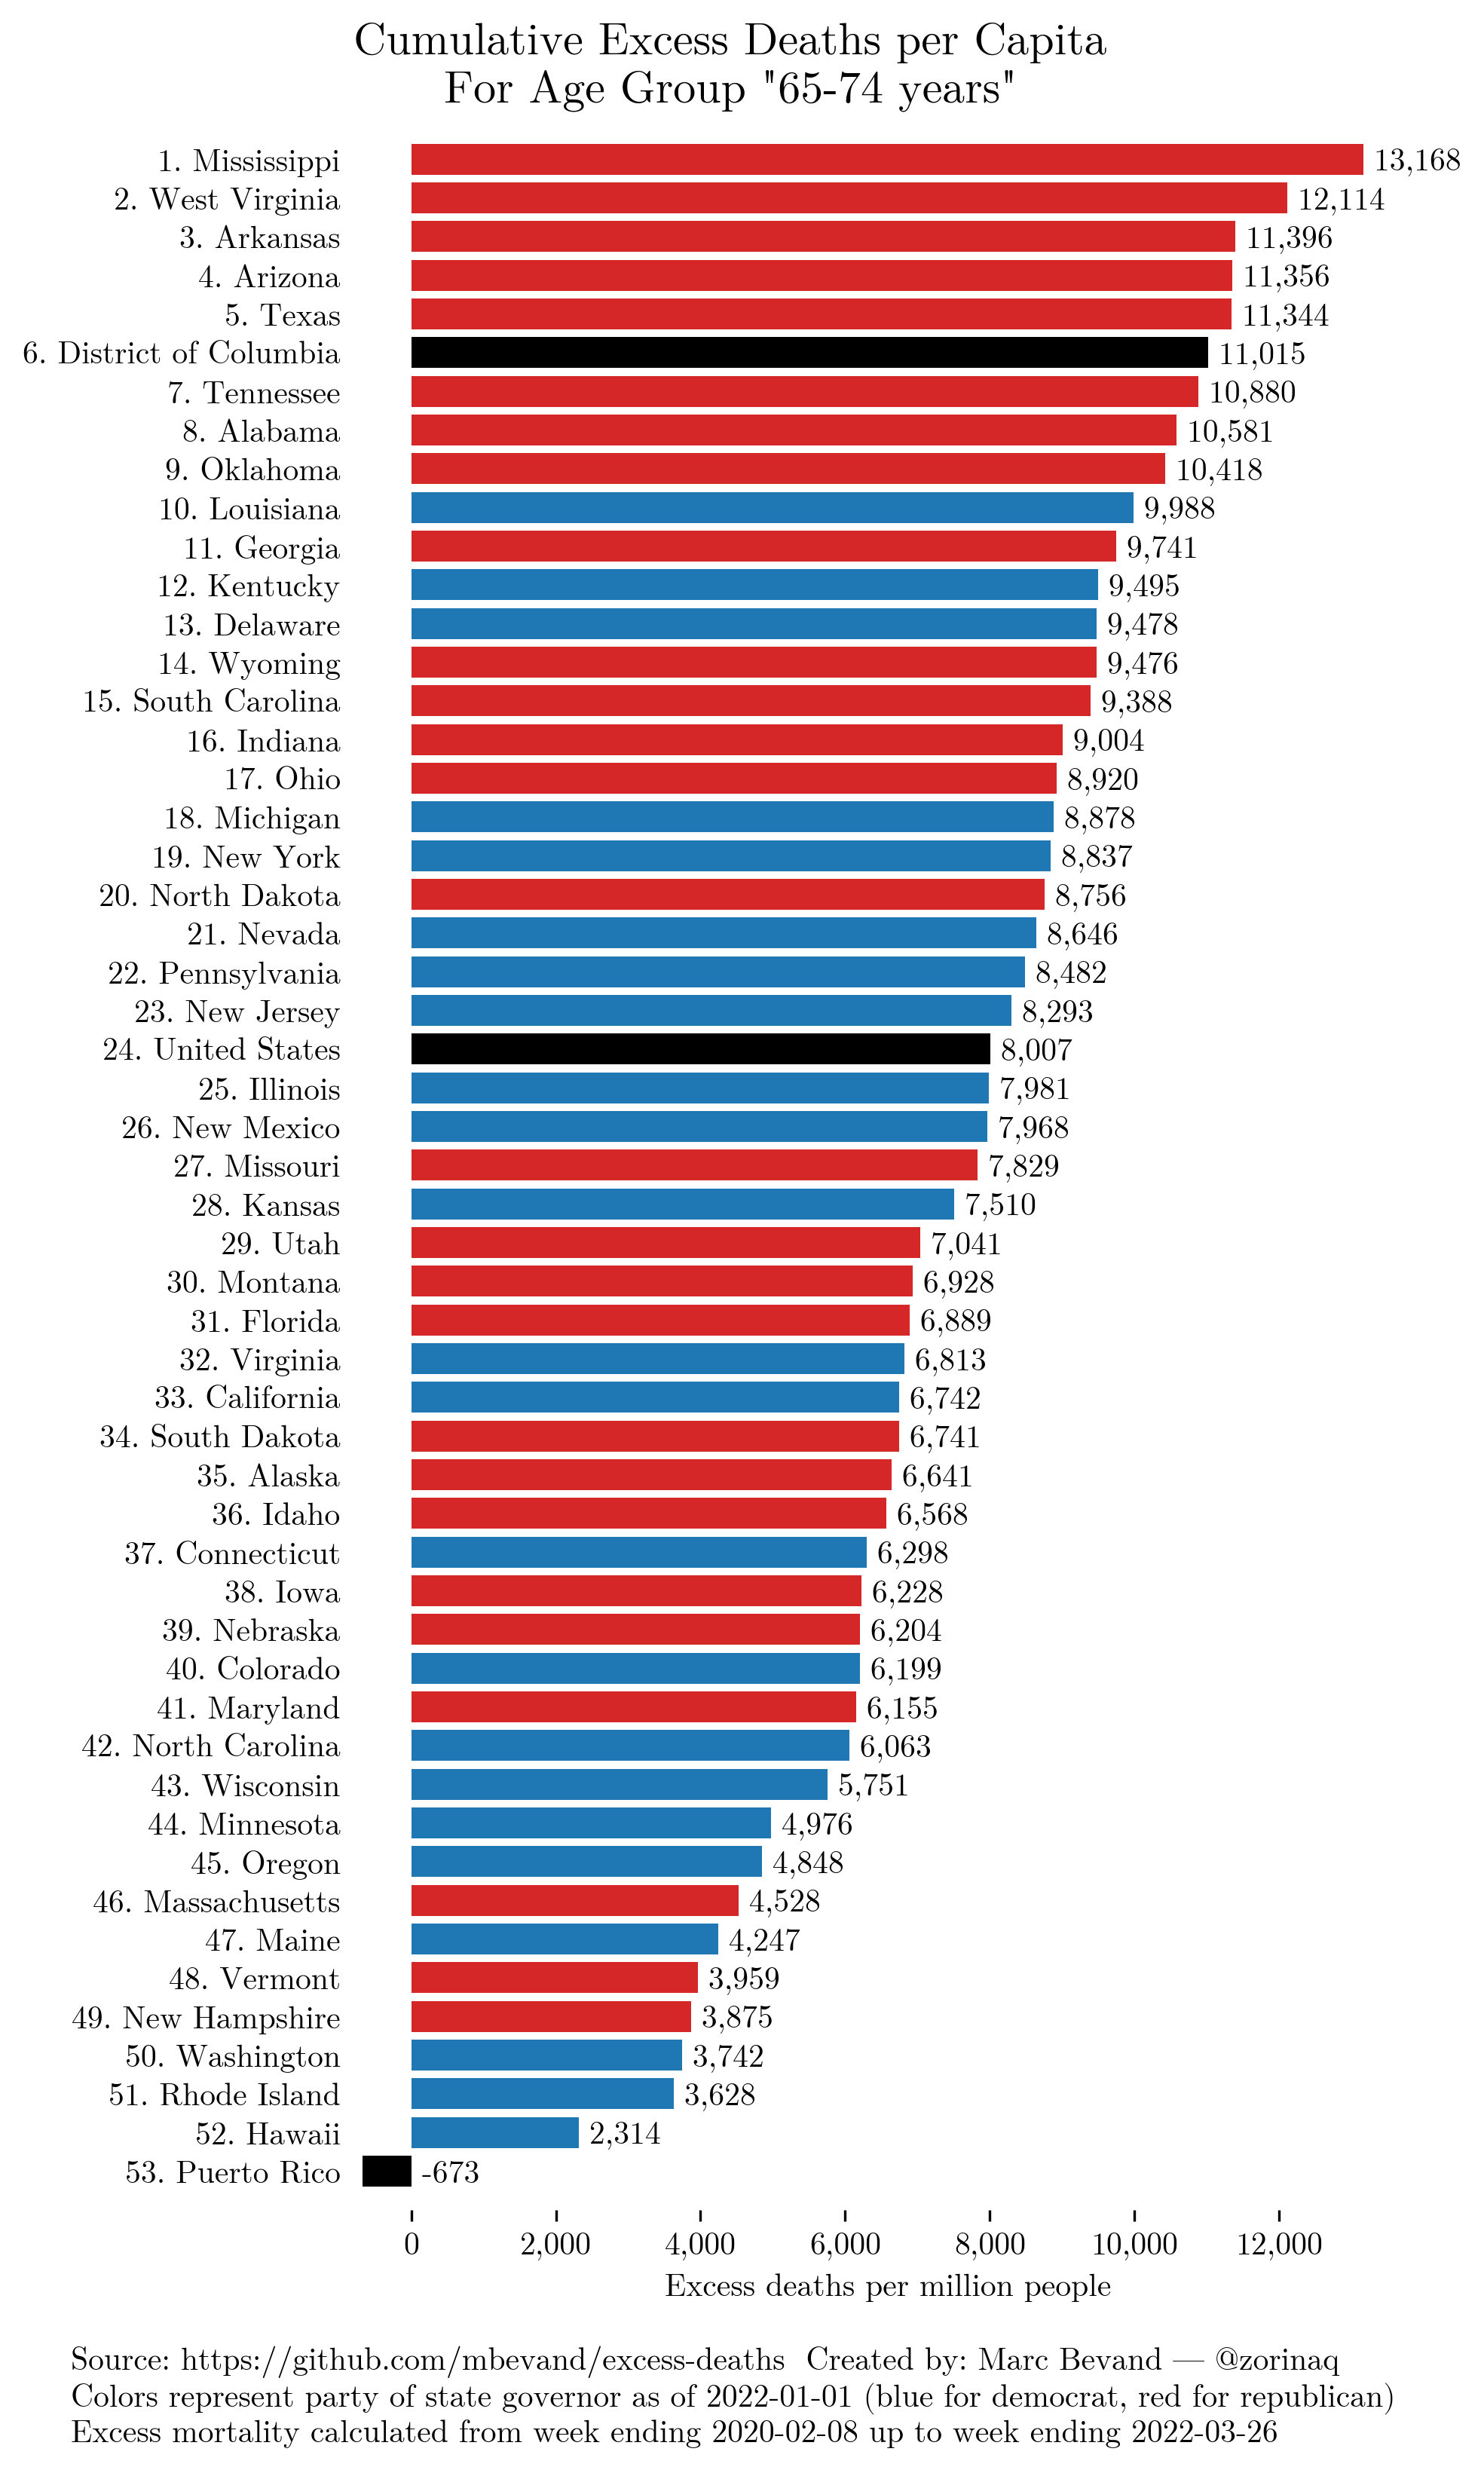 Cumulative Excess Deaths per Capita
For Age Group "65-74 years"
1. Mississippi 13,168
2. West Virginia 12,114
3. Arkansas 11,396
4. Arizona 11,356
5. Texas 11,344
6. District of Columbia 11,015
7. Tennessee 10,880
8. Alabama 10,581
9. Oklahoma 10,418
10. Louisiana 9,988
11. Georgia 9,741
12. Kentucky 9,495
13. Delaware 9,478
14. Wyoming 9,476
15. South Carolina 9,388
16. Indiana 9,004
17. Ohio 8,920
18. Michigan 8,878
19. New York 8,837
20. North Dakota 8,756
21. Nevada 8,646
22. Pennsylvania 8,482
23. New Jersey 8,293
24. United States 8,007
25. Illinois 7,981
26. New Mexico 7,968
27. Missouri 7,829
28. Kansas 7,510
29. Utah 7,041
30. Montana 6,928
31. Florida 6,889
32. Virginia 6,813
33. California 6,742
34. South Dakota 6,741
35. Alaska 6,641
36. Idaho 6,568
37. Connecticut 6,298
38. Iowa 6,228
39. Nebraska 6,204
40. Colorado 6,199
41. Maryland 6,155
42. North Carolina 6,063
43. Wisconsin 5,751
44. Minnesota 4,976
45. Oregon 4,848
46. Massachusetts 4,528
47. Maine 4,247
48. Vermont 3,959
49. New Hampshire 3,875
50. Washington 3,742
51. Rhode Island 3,628
52. Hawaii 2,314
53. Puerto Rico -673
0 2,000 4,000 6,000 8,000 10,000 12,000
Excess deaths per million people
Source: https://github.com/mbevand/excess-deaths Created by: Marc Bevand — @zorinaq
Colors represent party of state governor as of 2022-01-01 (blue for democrat, red for republican)
Excess mortality calculated from week ending 2020-02-08 up to week ending 2022-03-26